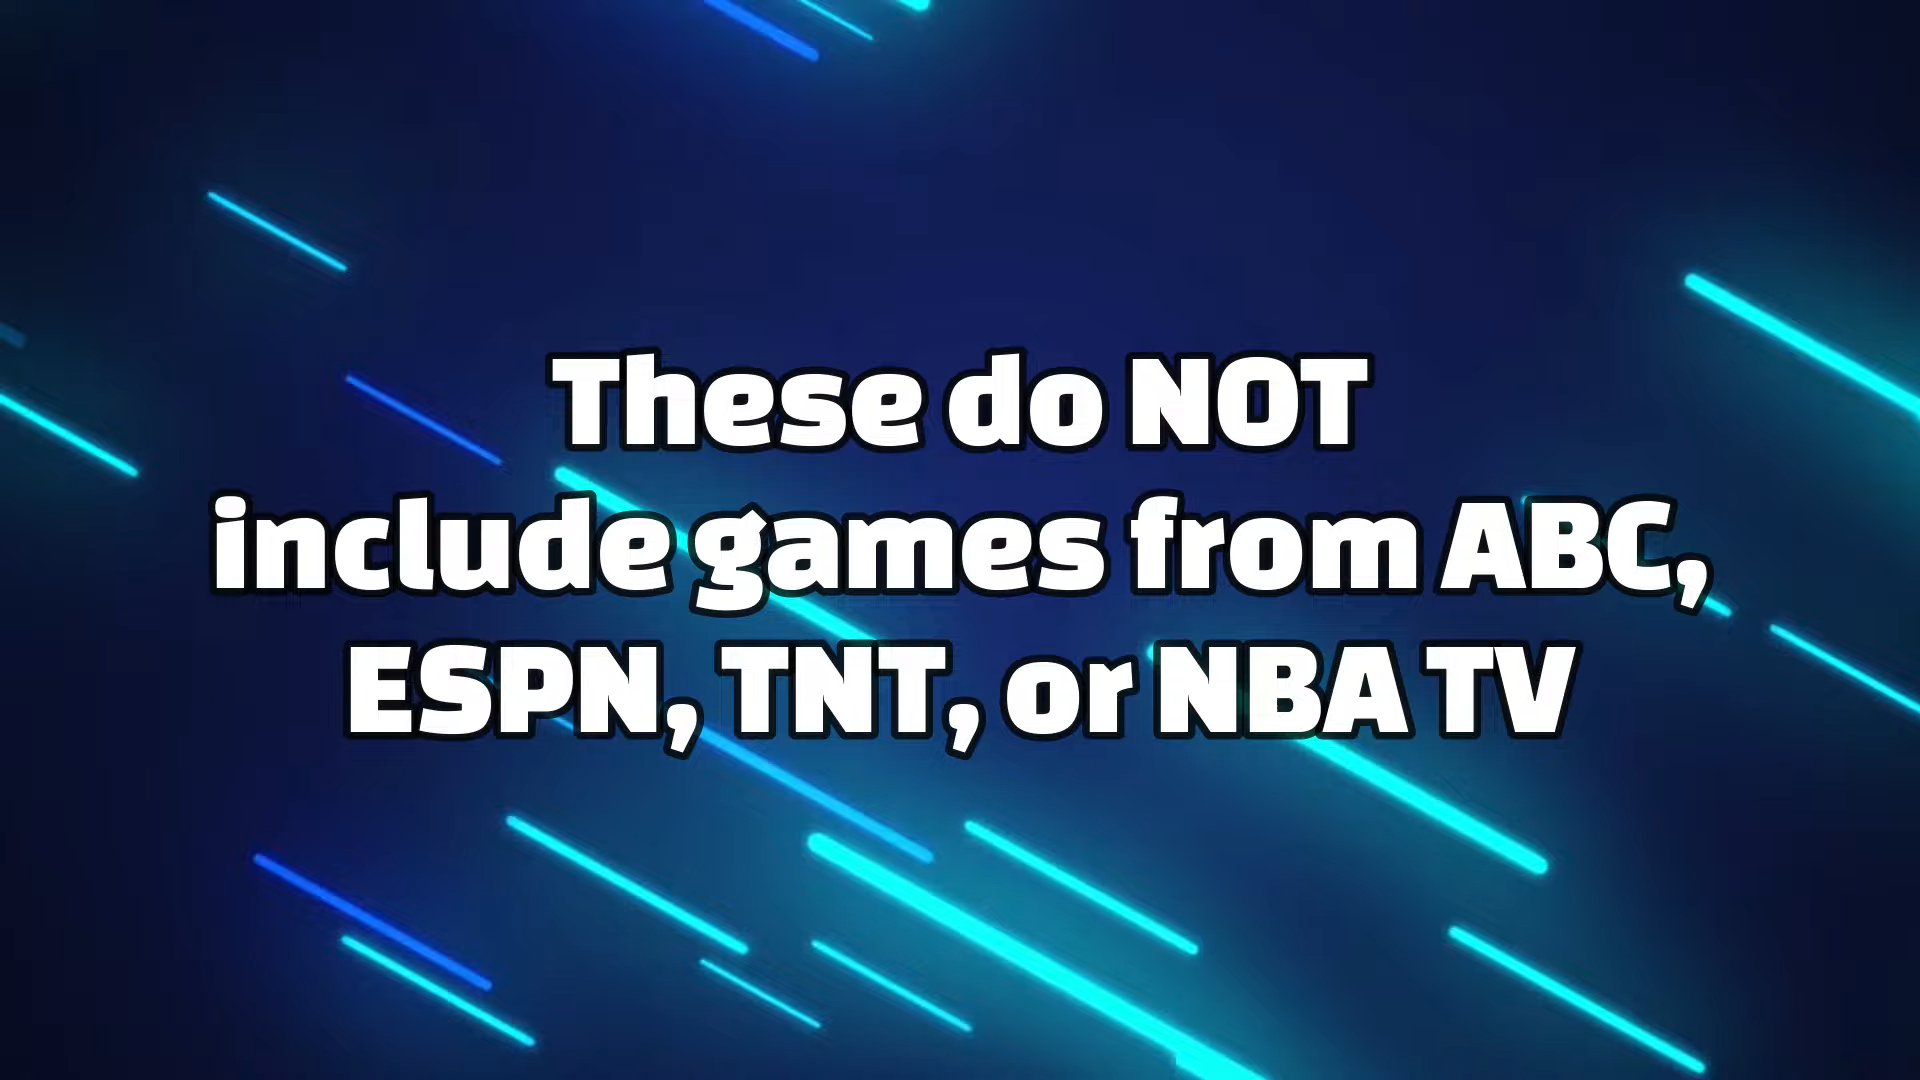 These do NOT
include games from ABC,
ESPN, TNT, or NBA TV